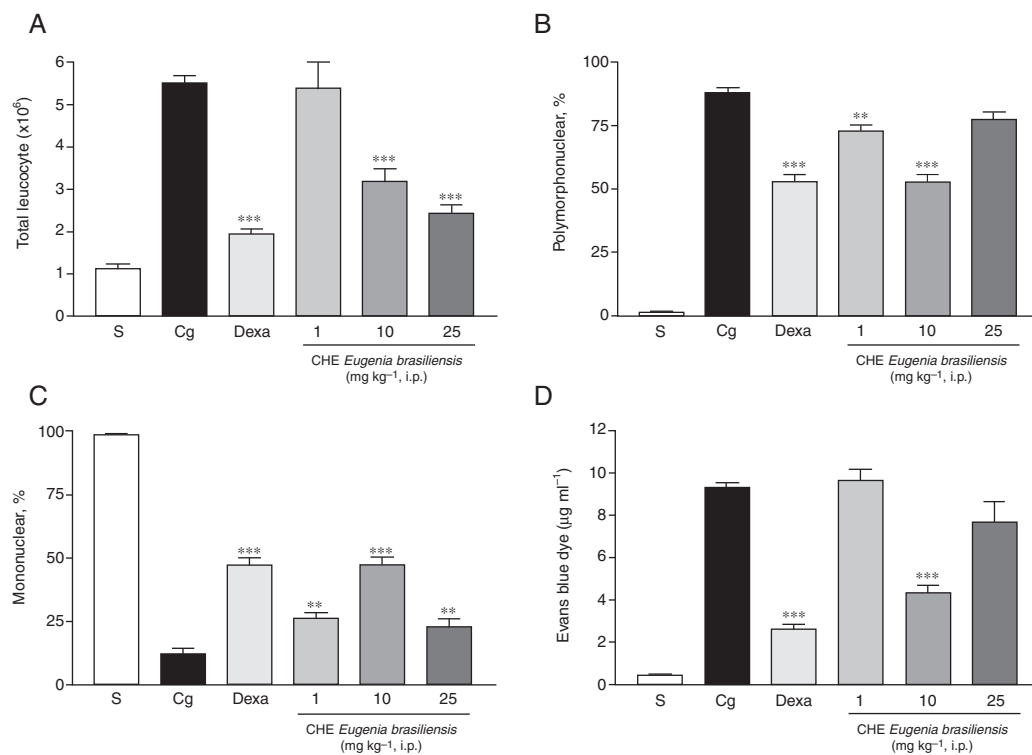 A
Total leucocyte (x10⁶)
6
5
4
3
2
1
0
***
***
***
S Cg Dexa 1 10 25
CHE Eugenia brasiliensis
(mg kg⁻¹, i.p.)
B
Polymorphonuclear, %
100
75
50
25
0
***
**
***
S Cg Dexa 1 10 25
CHE Eugenia brasiliensis
(mg kg⁻¹, i.p.)
C
Mononuclear, %
100
75
50
25
0
***
**
***
**
S Cg Dexa 1 10 25
CHE Eugenia brasiliensis
(mg kg⁻¹, i.p.)
D
Evans blue dye (μg ml⁻¹)
12
10
8
6
4
2
0
***
***
S Cg Dexa 1 10 25
CHE Eugenia brasiliensis
(mg kg⁻¹, i.p.)